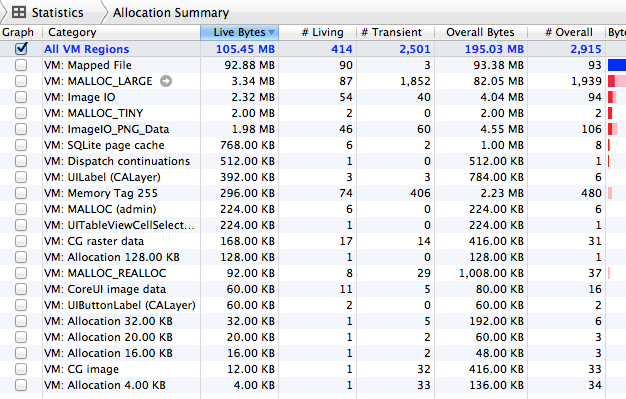 Statistics Allocation Summary
Graph Category Live Bytes # Living # Transient Overall Bytes # Overall Byte
All VM Regions 105.45 MB 414 2,501 195.03 MB 2,915
VM: Mapped File 92.88 MB 90 3 93.38 MB 93
VM: MALLOC_LARGE 3.34 MB 87 1,852 82.05 MB 1,939
VM: Image IO 2.32 MB 54 40 4.04 MB 94
VM: MALLOC_TINY 2.00 MB 2 0 2.00 MB 2
VM: ImageIO_PNG_Data 1.98 MB 46 60 4.55 MB 106
VM: SQLite page cache 768.00 KB 6 2 1.00 MB 8
VM: Dispatch continuations 512.00 KB 1 0 512.00 KB 1
VM: UILabel (CALayer) 392.00 KB 3 3 784.00 KB 6
VM: Memory Tag 255 296.00 KB 74 406 2.23 MB 480
VM: MALLOC (admin) 224.00 KB 6 0 224.00 KB 6
VM: UITableViewCellSelect... 224.00 KB 1 0 224.00 KB 1
VM: CG raster data 168.00 KB 17 14 416.00 KB 31
VM: Allocation 128.00 KB 128.00 KB 1 0 128.00 KB 1
VM: MALLOC_REALLOC 92.00 KB 8 29 1,008.00 KB 37
VM: CoreUI image data 60.00 KB 11 5 80.00 KB 16
VM: UIButtonLabel (CALayer) 60.00 KB 2 0 60.00 KB 2
VM: Allocation 32.00 KB 32.00 KB 1 5 192.00 KB 6
VM: Allocation 20.00 KB 20.00 KB 1 2 60.00 KB 3
VM: Allocation 16.00 KB 16.00 KB 1 2 48.00 KB 3
VM: CG image 12.00 KB 1 32 416.00 KB 33
VM: Allocation 4.00 KB 4.00 KB 1 33 136.00 KB 34